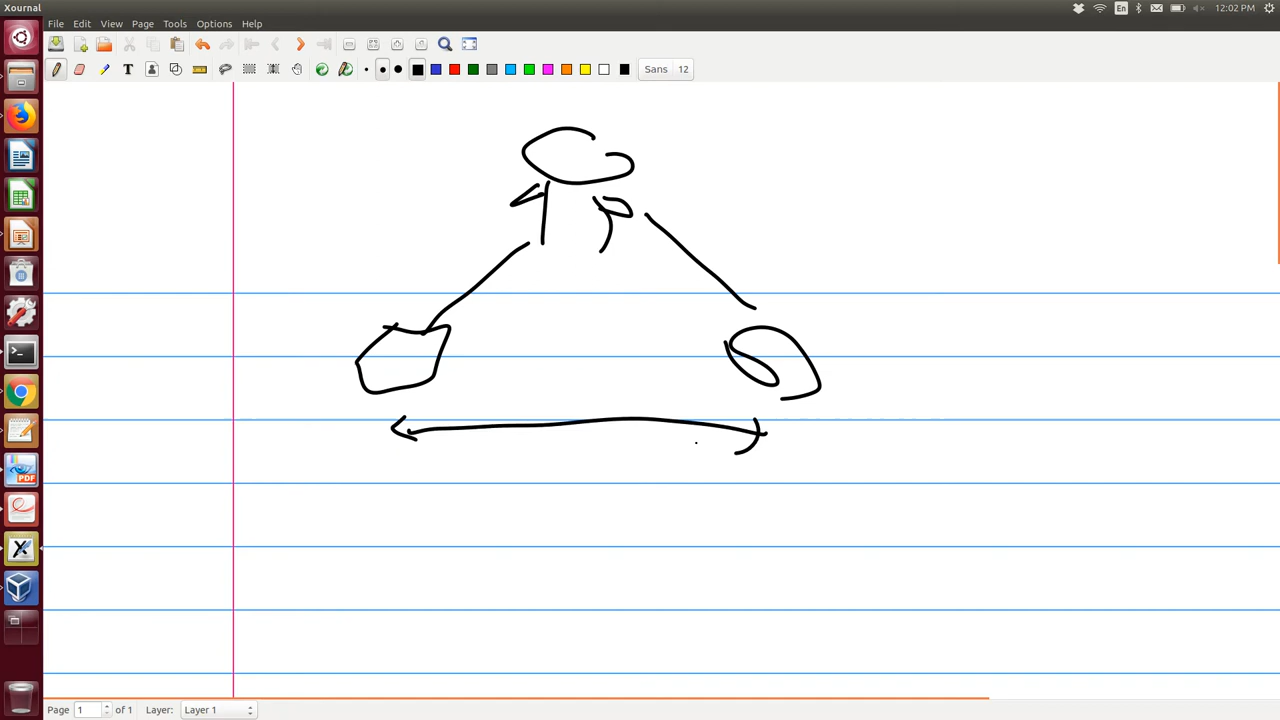 Xournal
En
12:02 PM
File Edit View Page Tools Options Help
T
Sans 12
PDF
Page 1 of 1 Layer: Layer 1